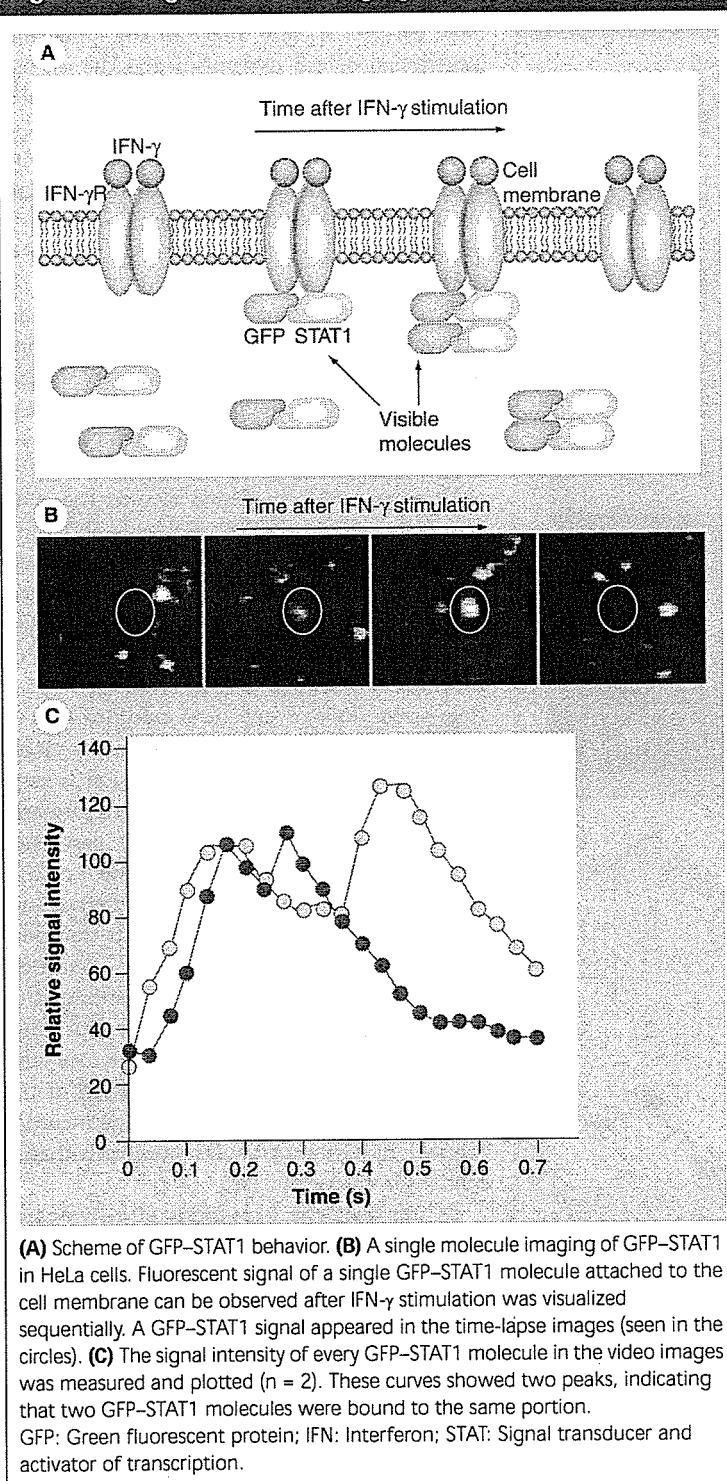 A
Time after IFN-γ stimulation
IFN-γ
IFN-γR
Cell
membrane
GFP STAT1
Visible
molecules
B
Time after IFN-γ stimulation
C
140
120
100
80
60
40
20
0
Relative signal intensity
0 0.1 0.2 0.3 0.4 0.5 0.6 0.7
Time (s)
(A) Scheme of GFP–STAT1 behavior. (B) A single molecule imaging of GFP–STAT1
in HeLa cells. Fluorescent signal of a single GFP–STAT1 molecule attached to the
cell membrane can be observed after IFN-γ stimulation was visualized
sequentially. A GFP–STAT1 signal appeared in the time-lapse images (seen in the
circles). (C) The signal intensity of every GFP–STAT1 molecule in the video images
was measured and plotted (n = 2). These curves showed two peaks, indicating
that two GFP–STAT1 molecules were bound to the same portion.
GFP: Green fluorescent protein; IFN: Interferon; STAT: Signal transducer and
activator of transcription.